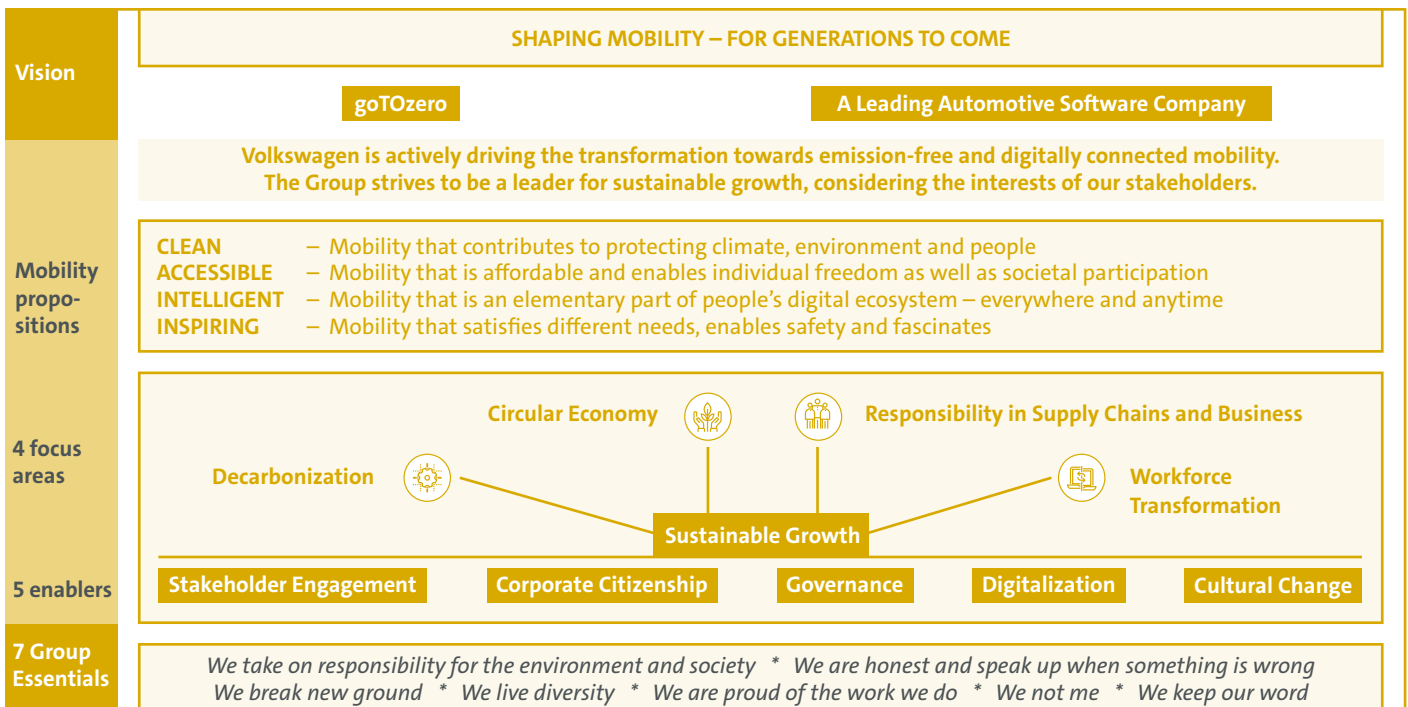 Vision
SHAPING MOBILITY – FOR GENERATIONS TO COME
goTOzero
A Leading Automotive Software Company
Volkswagen is actively driving the transformation towards emission-free and digitally connected mobility.
The Group strives to be a leader for sustainable growth, considering the interests of our stakeholders.
Mobility
propo-
sitions
CLEAN – Mobility that contributes to protecting climate, environment and people
ACCESSIBLE – Mobility that is affordable and enables individual freedom as well as societal participation
INTELLIGENT – Mobility that is an elementary part of people’s digital ecosystem – everywhere and anytime
INSPIRING – Mobility that satisfies different needs, enables safety and fascinates
4 focus
areas
Circular Economy
Responsibility in Supply Chains and Business
Decarbonization
Workforce
Transformation
Sustainable Growth
5 enablers
Stakeholder Engagement
Corporate Citizenship
Governance
Digitalization
Cultural Change
7 Group
Essentials
We take on responsibility for the environment and society * We are honest and speak up when something is wrong
We break new ground * We live diversity * We are proud of the work we do * We not me * We keep our word